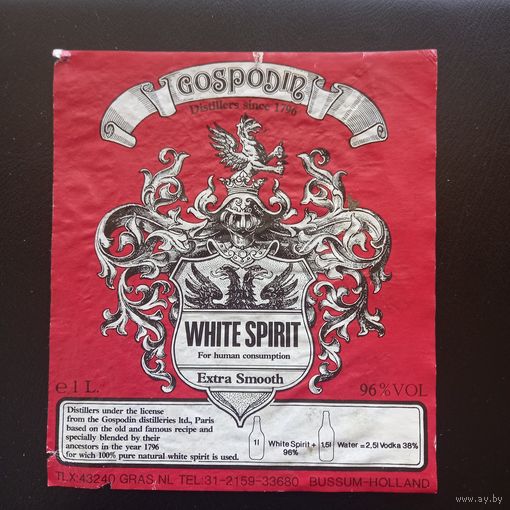 GOSPODIN
Distillers since 1796
WHITE SPIRIT
For human consumption
Extra Smooth
e 1 L.
96% VOL
Distillers under the license
from the Gospodin distilleries ltd., Paris
based on the old and famous recipe and
specially blended by their
ancestors in the year 1796
for wich 100% pure natural white spirit is used.
1l White Spirit + 1,5l Water = 2,5l Vodka 38%
96%
TLX:43240 GRAS NL TEL:31-2159-33680 BUSSUM-HOLLAND
www.ay.by